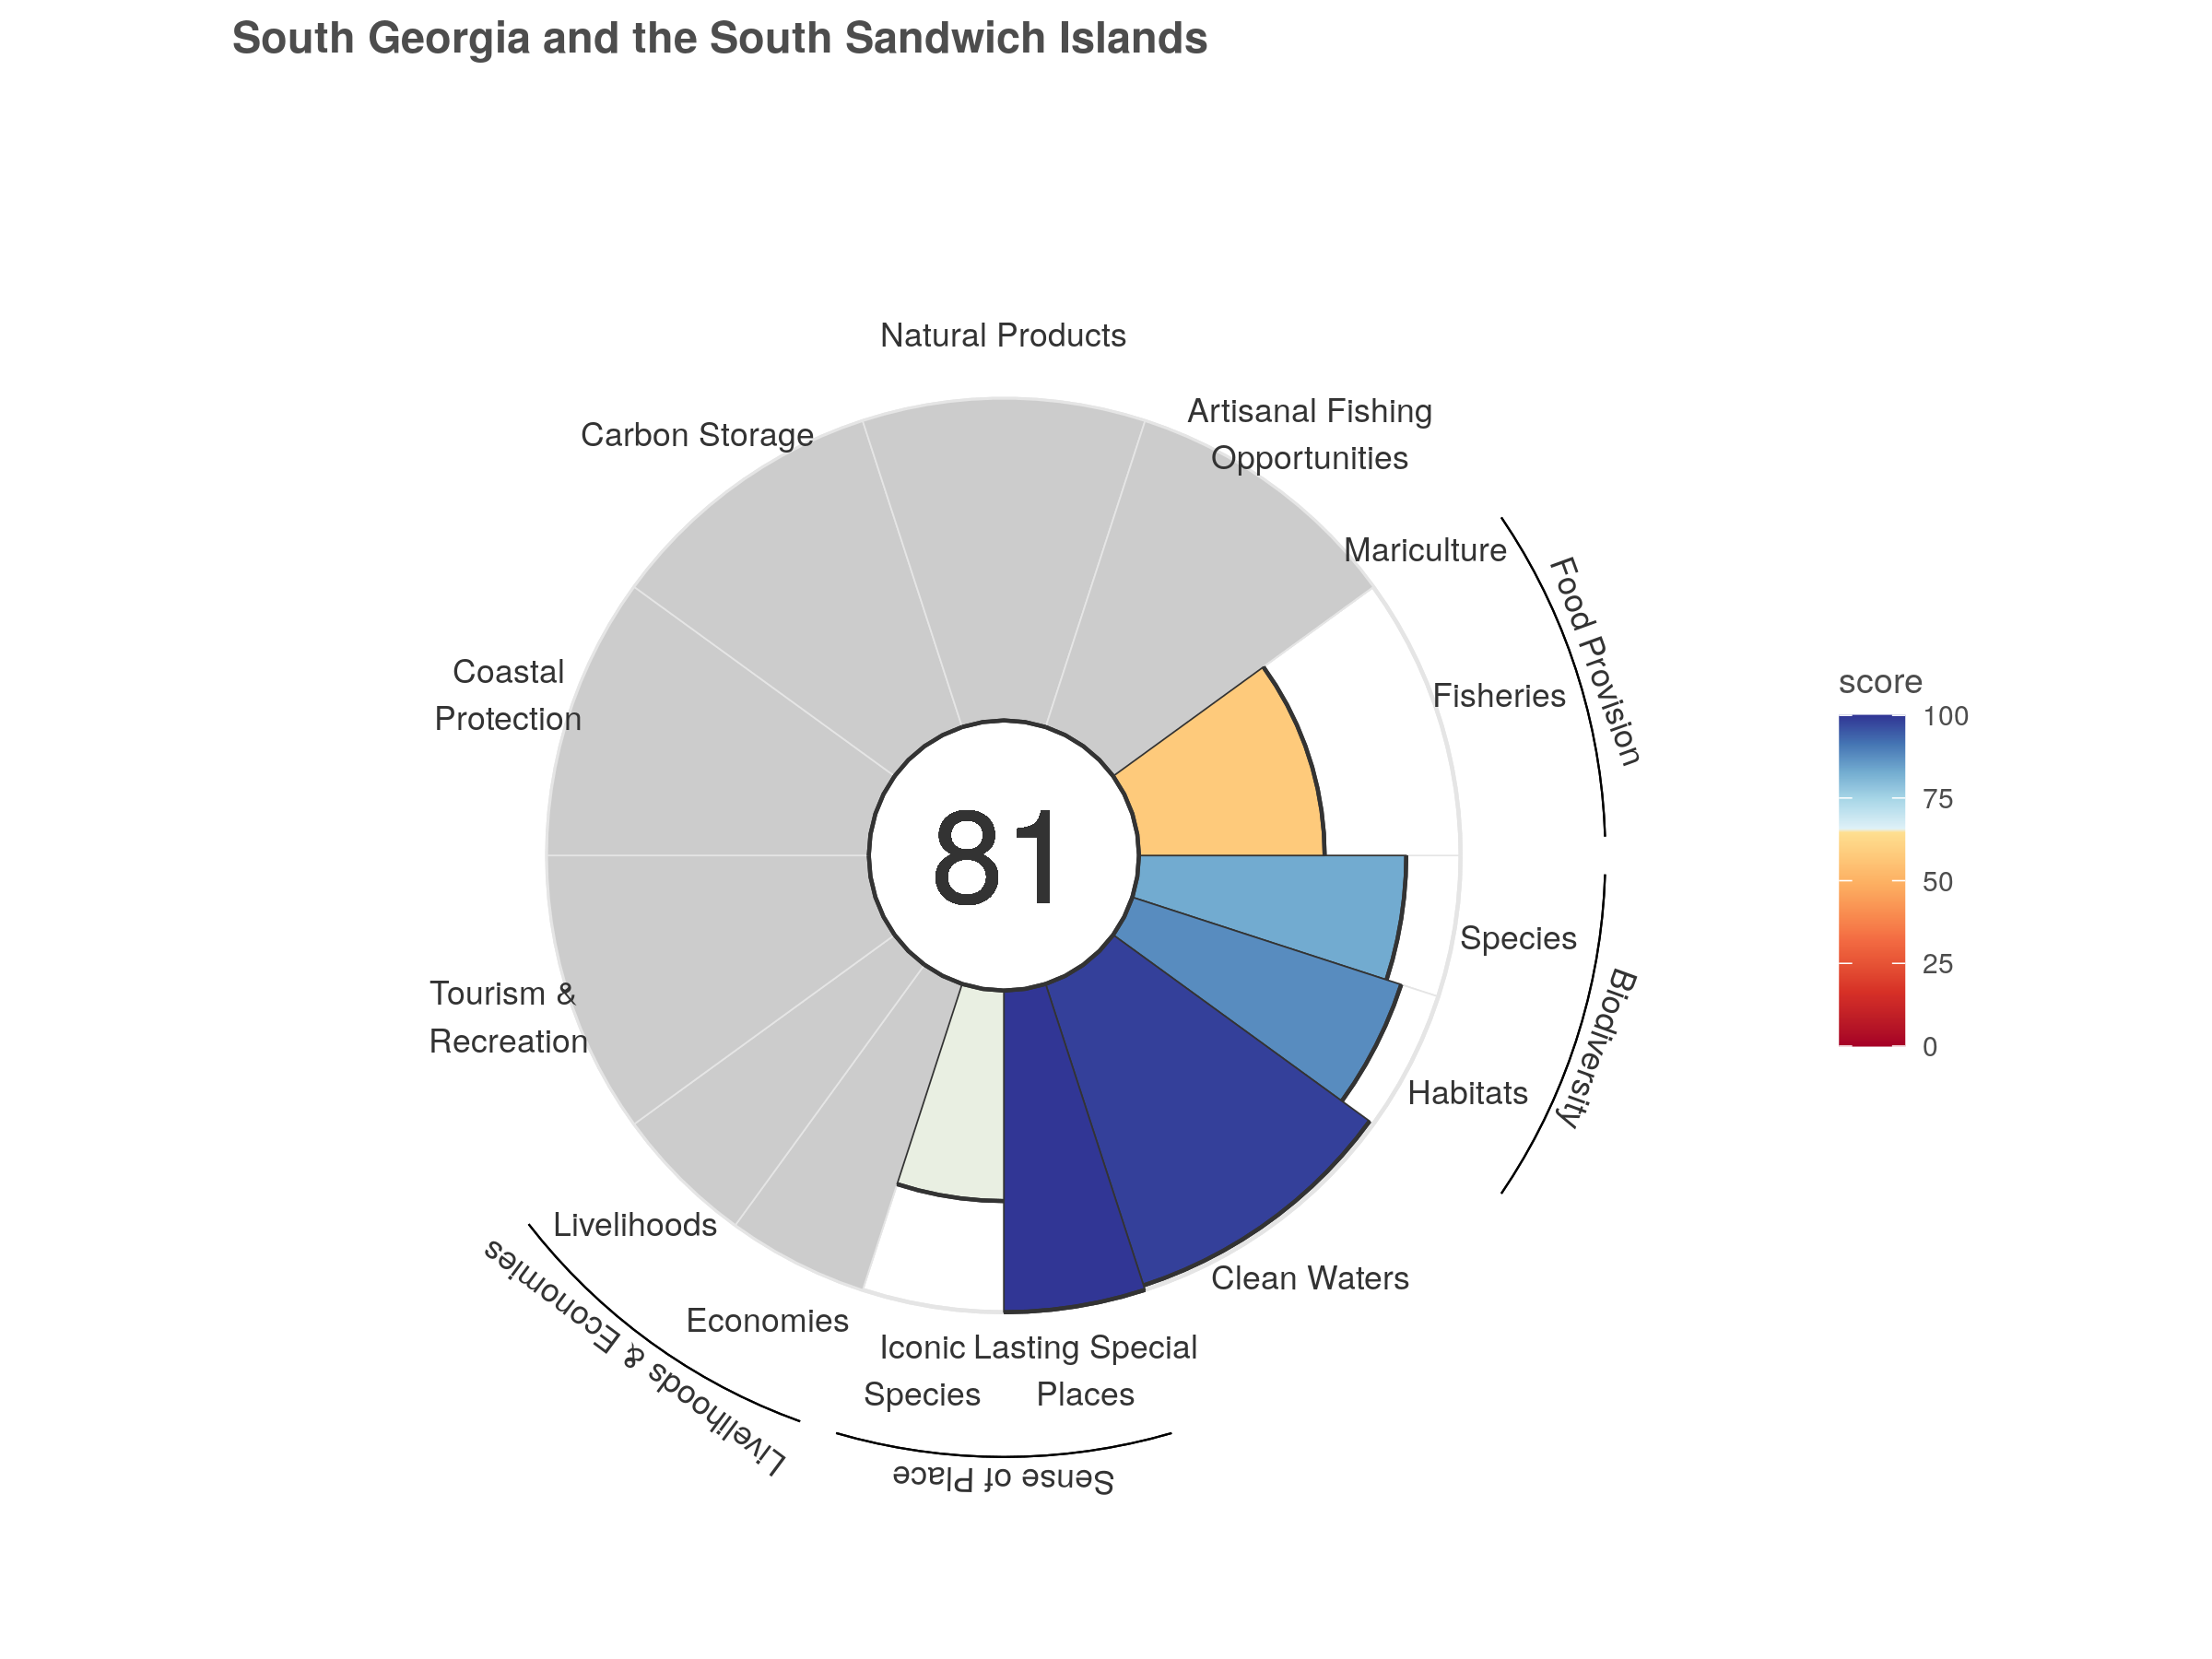 South Georgia and the South Sandwich Islands
Natural Products
Artisanal Fishing
Opportunities
Carbon Storage
Mariculture
Food Provision
Fisheries
Coastal
Protection
score
100
75
50
25
0
81
Species
Biodiversity
Tourism &
Recreation
Habitats
Livelihoods
Clean Waters
Economies
Livelihoods & Economies
Iconic
Species
Lasting Special
Places
Sense of Place